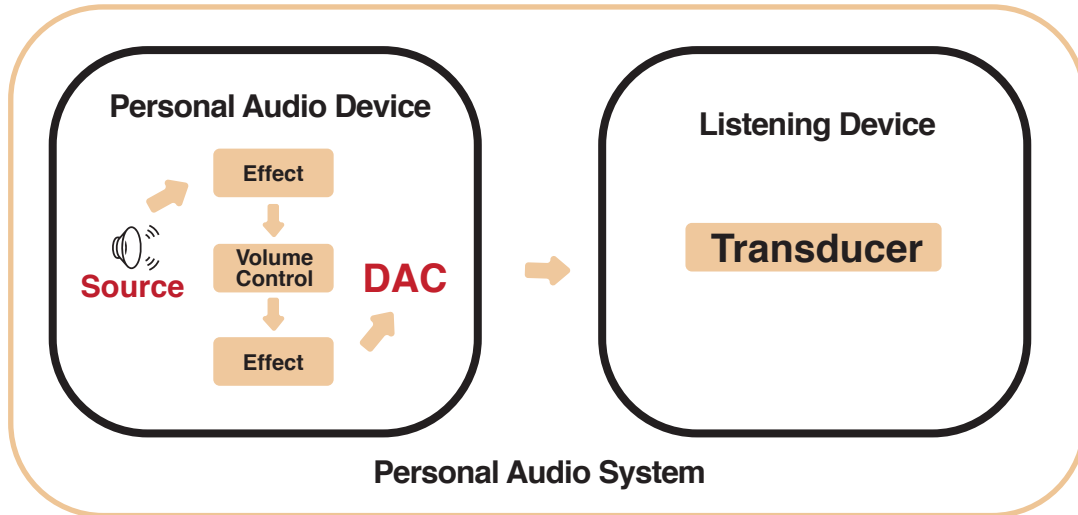 Personal Audio Device
Effect
Source
Volume
Control
DAC
Effect
Listening Device
Transducer
Personal Audio System